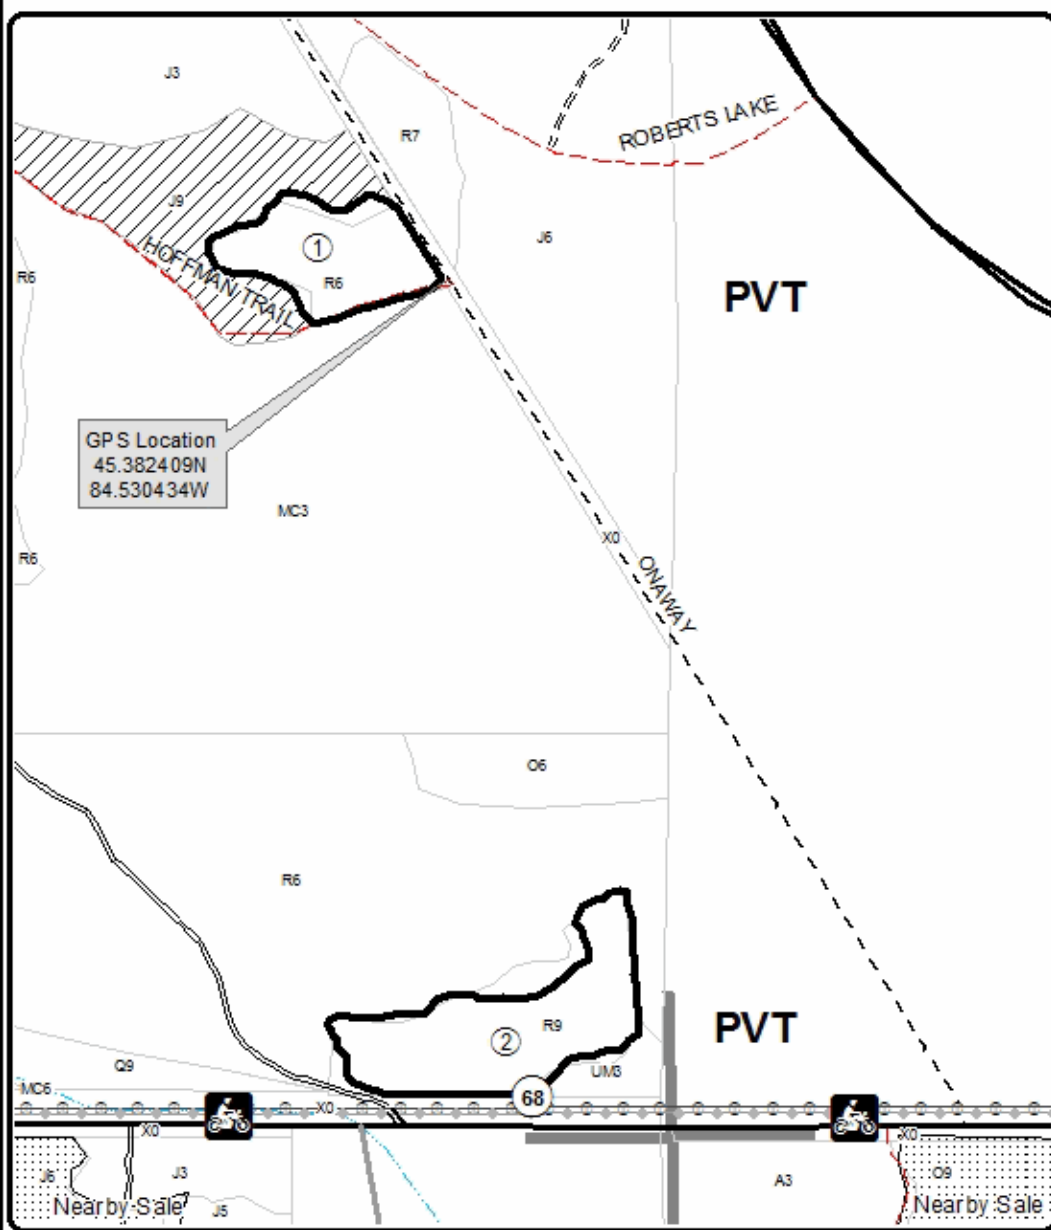 J3
R7
ROBERTS LAKE
J9
1
J6
HOFFMAN TRAIL
R6
R6
PVT
GPS Location
45.382409N
84.530434W
MC3
X0
R6
ONAWAY
O6
R6
R9
2
PVT
Q9
UM3
MC6
68
X0
X0
X0
J6
J3
A3
O9
Nearby Sale
J5
Nearby Sale